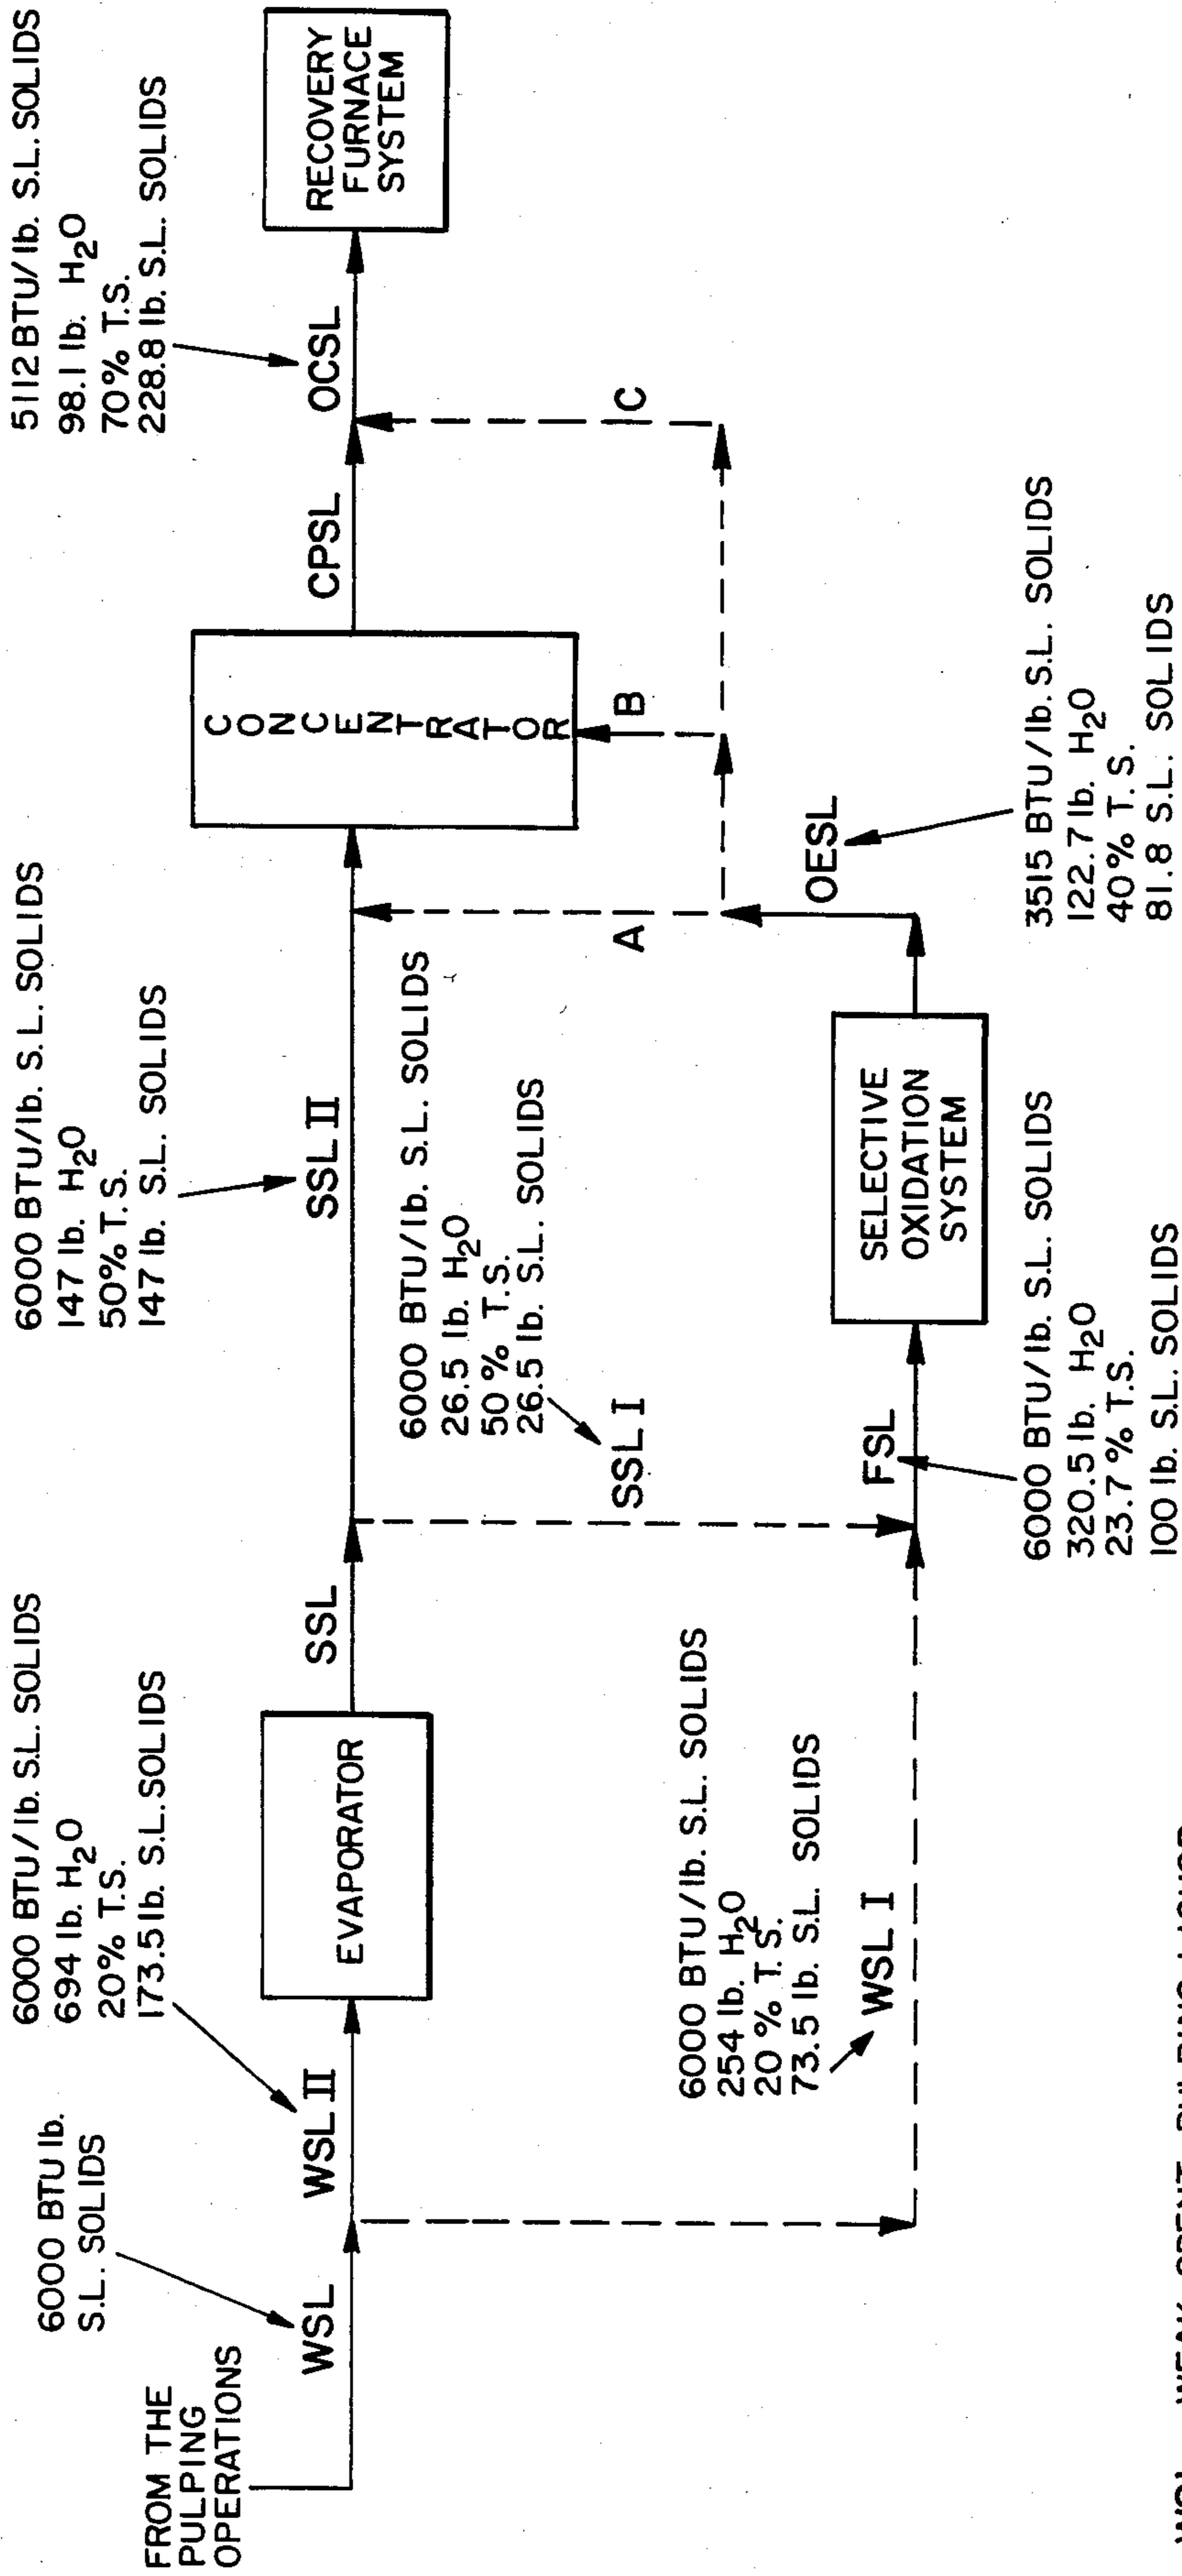 FROM THE
PULPING
OPERATIONS
6000 BTU lb.
S.L. SOLIDS
WSL
6000 BTU/lb. S.L. SOLIDS
694 lb. H2O
20% T.S.
173.5 lb. S.L. SOLIDS
WSL II
EVAPORATOR
SSL
6000 BTU/lb. S.L. SOLIDS
147 lb. H2O
50% T.S.
147 lb. S.L. SOLIDS
SSL II
CONCENTRATOR
CPSL
5112 BTU/lb. S.L. SOLIDS
98.1 lb. H2O
70% T.S.
228.8 lb. S.L. SOLIDS
OCSL
RECOVERY
FURNACE
SYSTEM
6000 BTU/lb. S.L. SOLIDS
26.5 lb. H2O
50% T.S.
26.5 lb. S.L. SOLIDS
SSL I
A
B
C
6000 BTU/lb. S.L. SOLIDS
254 lb. H2O
20% T.S.
73.5 lb. S.L. SOLIDS
WSL I
FSL
6000 BTU/lb. S.L. SOLIDS
320.5 lb. H2O
23.7% T.S.
100 lb. S.L. SOLIDS
SELECTIVE
OXIDATION
SYSTEM
OESL
3515 BTU/lb. S.L. SOLIDS
122.7 lb. H2O
40% T.S.
81.8 S.L. SOLIDS